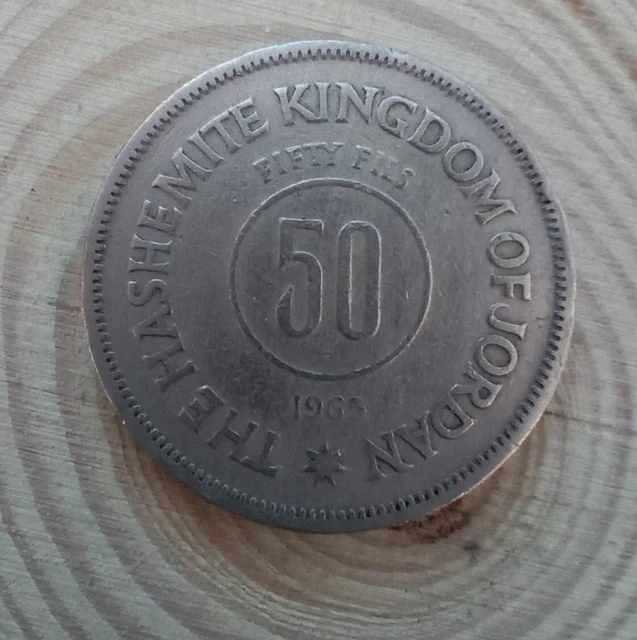 THE HASHEMITE KINGDOM OF JORDAN
FIFTY FILS
50